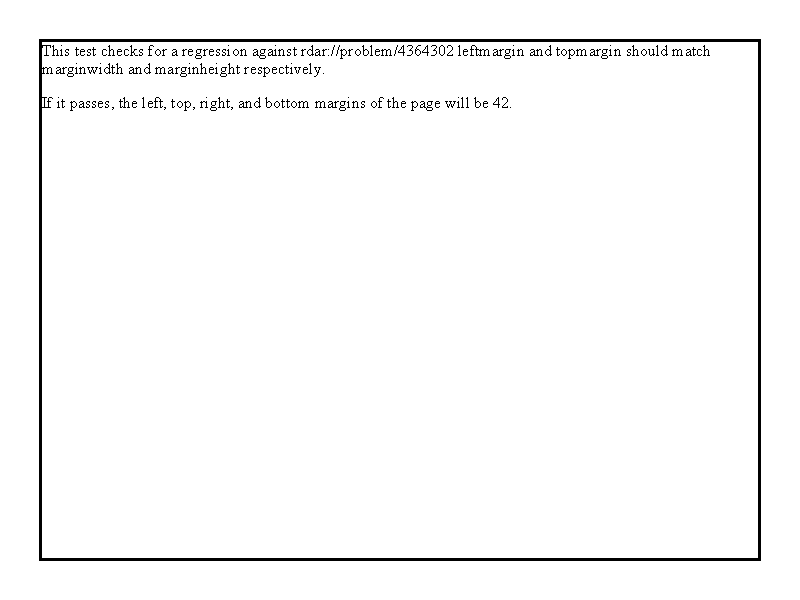 This test checks for a regression against rdar://problem/4364302 leftmargin and topmargin should match
marginwidth and marginheight respectively.
If it passes, the left, top, right, and bottom margins of the page will be 42.